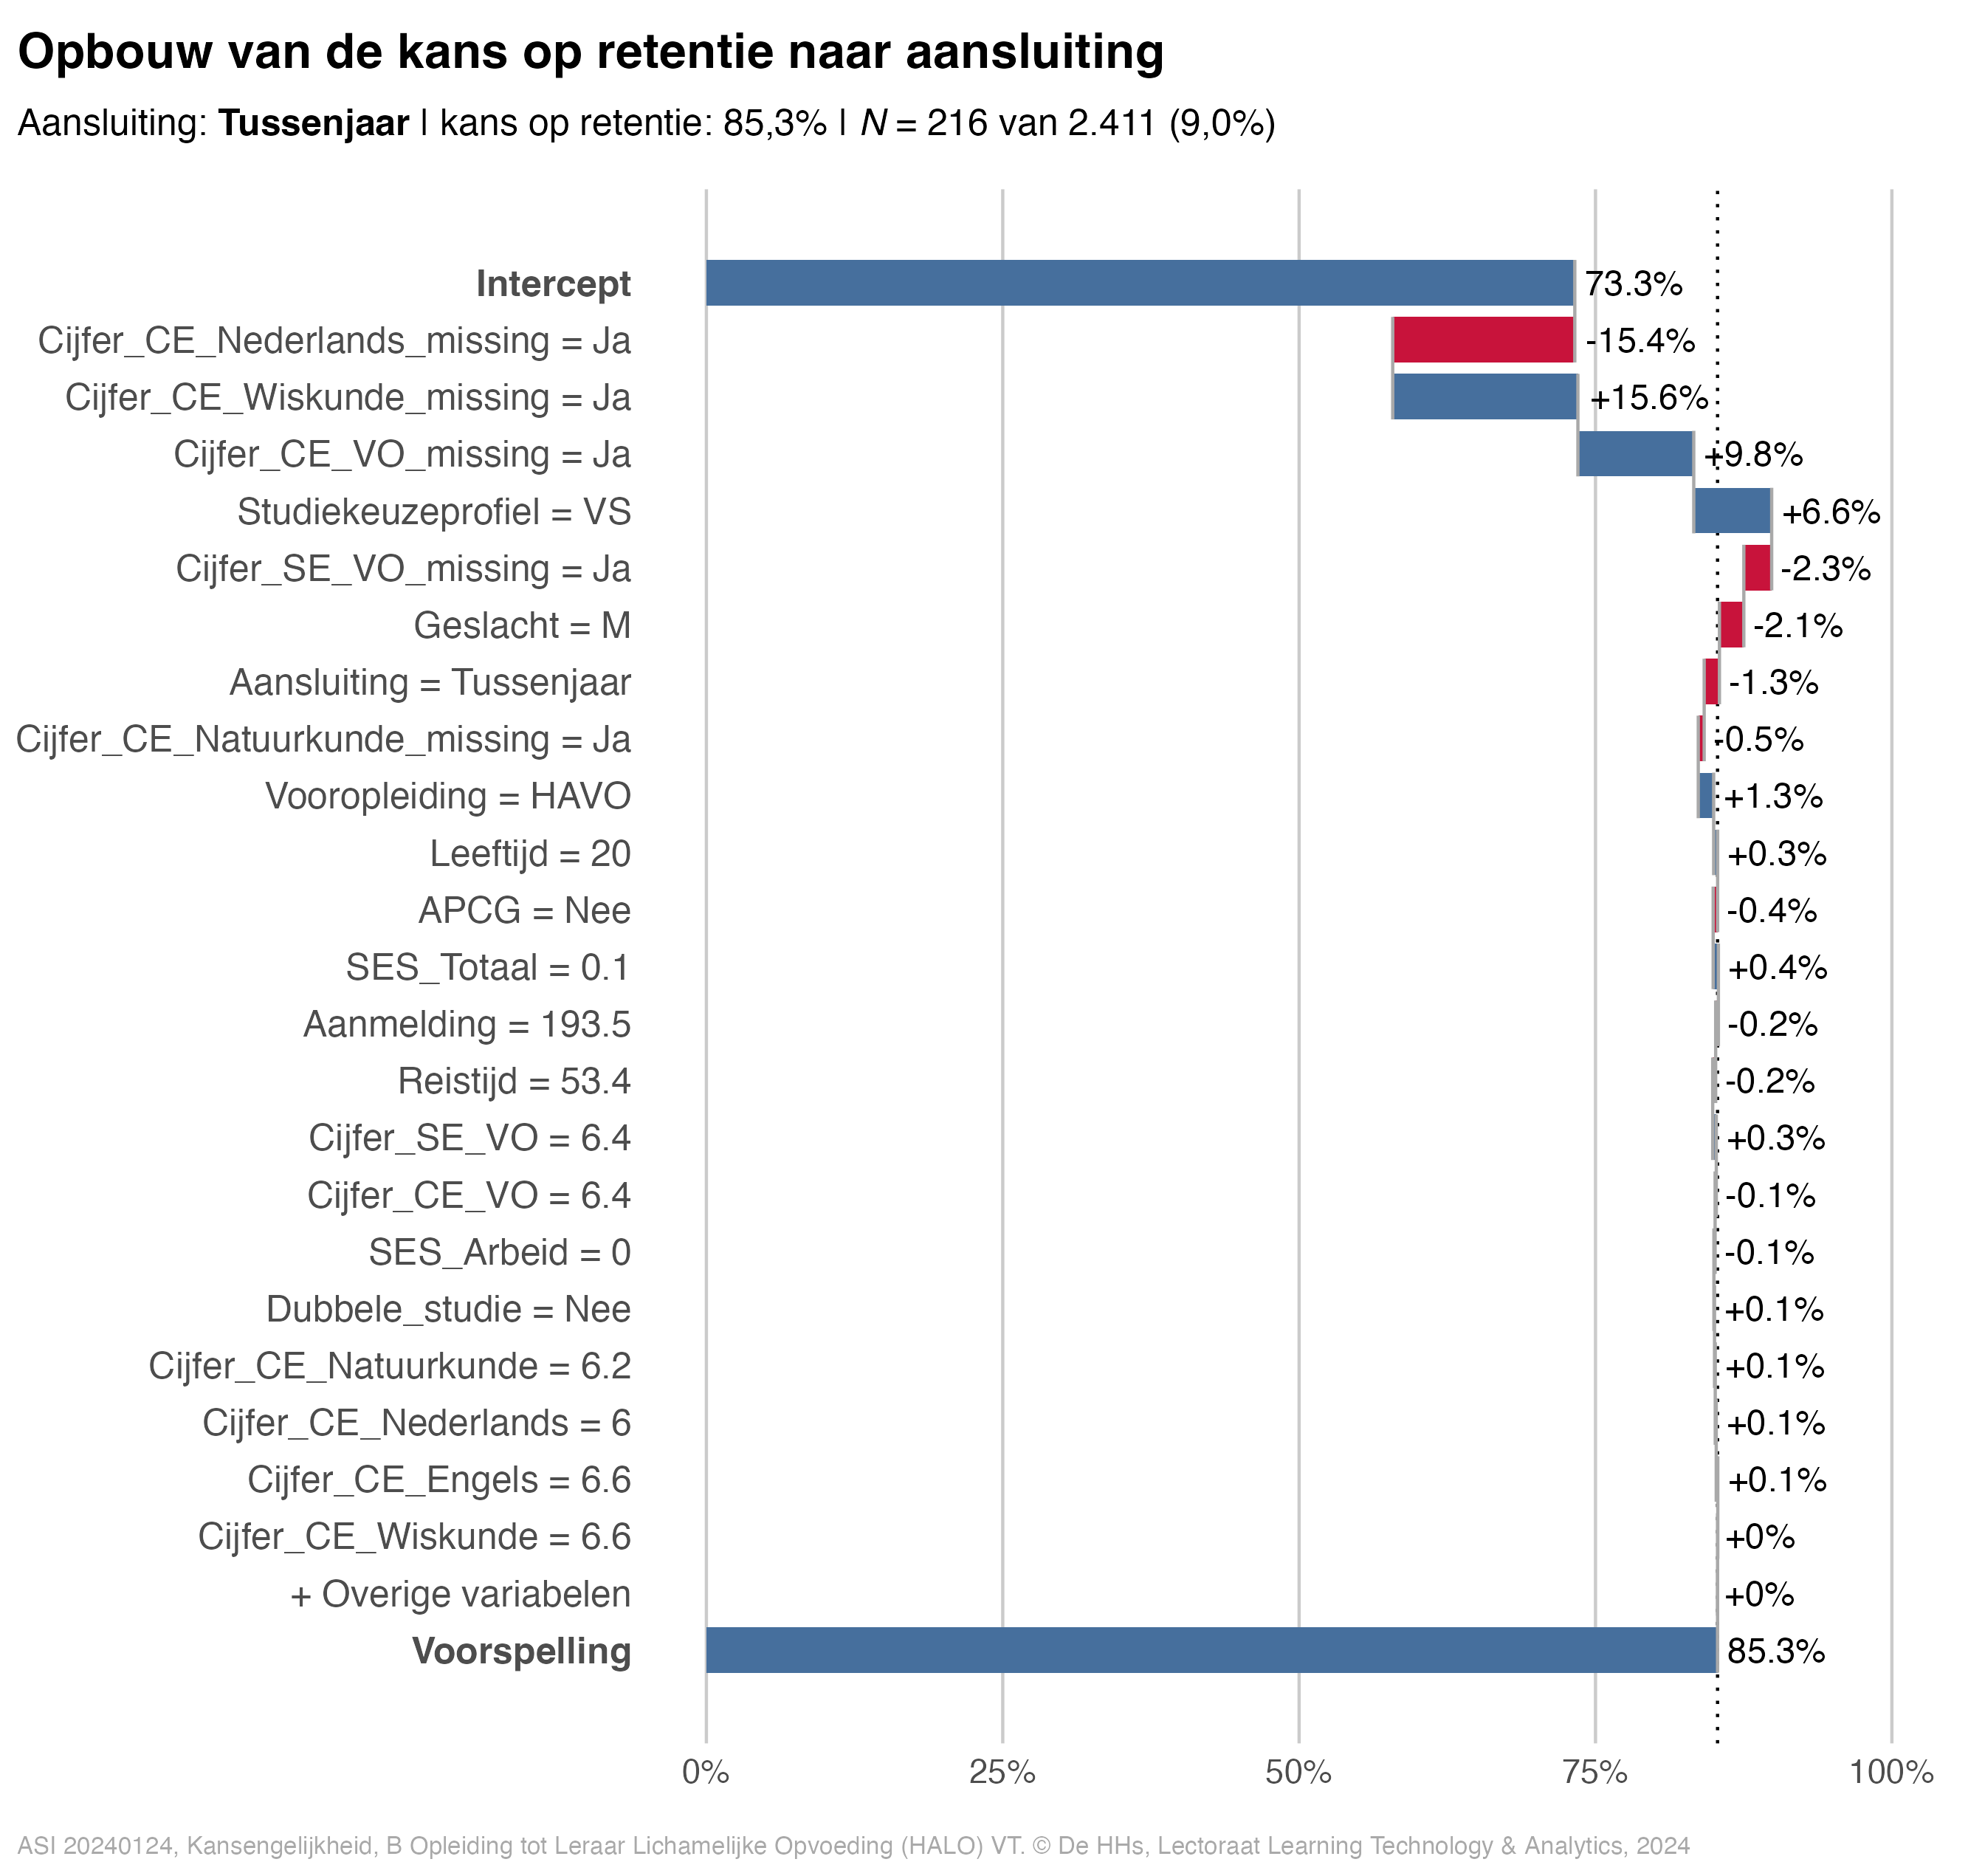 Opbouw van de kans op retentie naar aansluiting
Aansluiting: Tussenjaar | kans op retentie: 85,3% | N = 216 van 2.411 (9,0%)
Intercept 73.3%
Cijfer_CE_Nederlands_missing = Ja -15.4%
Cijfer_CE_Wiskunde_missing = Ja +15.6%
Cijfer_CE_VO_missing = Ja +9.8%
Studiekeuzeprofiel = VS +6.6%
Cijfer_SE_VO_missing = Ja -2.3%
Geslacht = M -2.1%
Aansluiting = Tussenjaar -1.3%
Cijfer_CE_Natuurkunde_missing = Ja -0.5%
Vooropleiding = HAVO +1.3%
Leeftijd = 20 +0.3%
APCG = Nee -0.4%
SES_Totaal = 0.1 +0.4%
Aanmelding = 193.5 -0.2%
Reistijd = 53.4 -0.2%
Cijfer_SE_VO = 6.4 +0.3%
Cijfer_CE_VO = 6.4 -0.1%
SES_Arbeid = 0 -0.1%
Dubbele_studie = Nee +0.1%
Cijfer_CE_Natuurkunde = 6.2 +0.1%
Cijfer_CE_Nederlands = 6 +0.1%
Cijfer_CE_Engels = 6.6 +0.1%
Cijfer_CE_Wiskunde = 6.6 +0%
+ Overige variabelen +0%
Voorspelling 85.3%
0% 25% 50% 75% 100%
ASI 20240124, Kansengelijkheid, B Opleiding tot Leraar Lichamelijke Opvoeding (HALO) VT. © De HHs, Lectoraat Learning Technology & Analytics, 2024